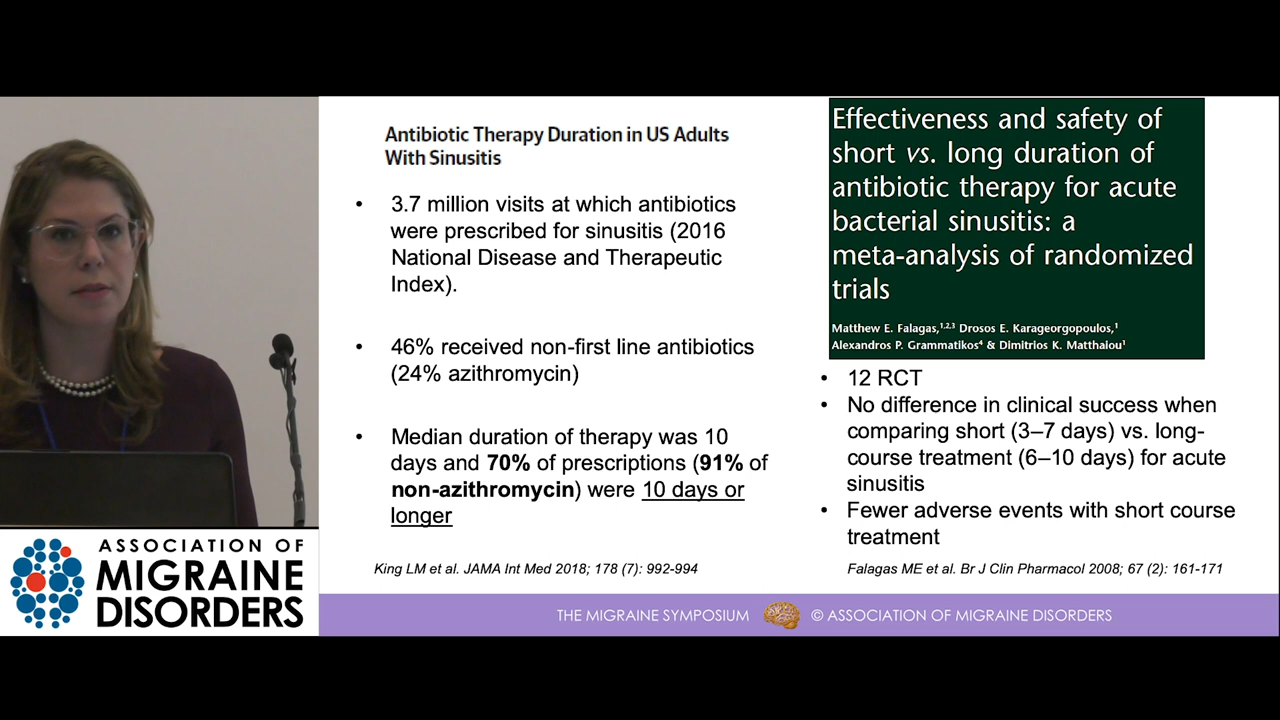 Antibiotic Therapy Duration in US Adults
With Sinusitis
• 3.7 million visits at which antibiotics
were prescribed for sinusitis (2016
National Disease and Therapeutic
Index).
• 46% received non-first line antibiotics
(24% azithromycin)
• Median duration of therapy was 10
days and 70% of prescriptions (91% of
non-azithromycin) were 10 days or
longer
King LM et al. JAMA Int Med 2018; 178 (7): 992-994
Effectiveness and safety of
short vs. long duration of
antibiotic therapy for acute
bacterial sinusitis: a
meta-analysis of randomized
trials
Matthew E. Falagas,1,2,3 Drosos E. Karageorgopoulos,1
Alexandros P. Grammatikos4 & Dimitrios K. Matthaiou1
• 12 RCT
• No difference in clinical success when
comparing short (3–7 days) vs. long-
course treatment (6–10 days) for acute
sinusitis
• Fewer adverse events with short course
treatment
Falagas ME et al. Br J Clin Pharmacol 2008; 67 (2): 161-171
ASSOCIATION OF
MIGRAINE
DISORDERS
THE MIGRAINE SYMPOSIUM © ASSOCIATION OF MIGRAINE DISORDERS